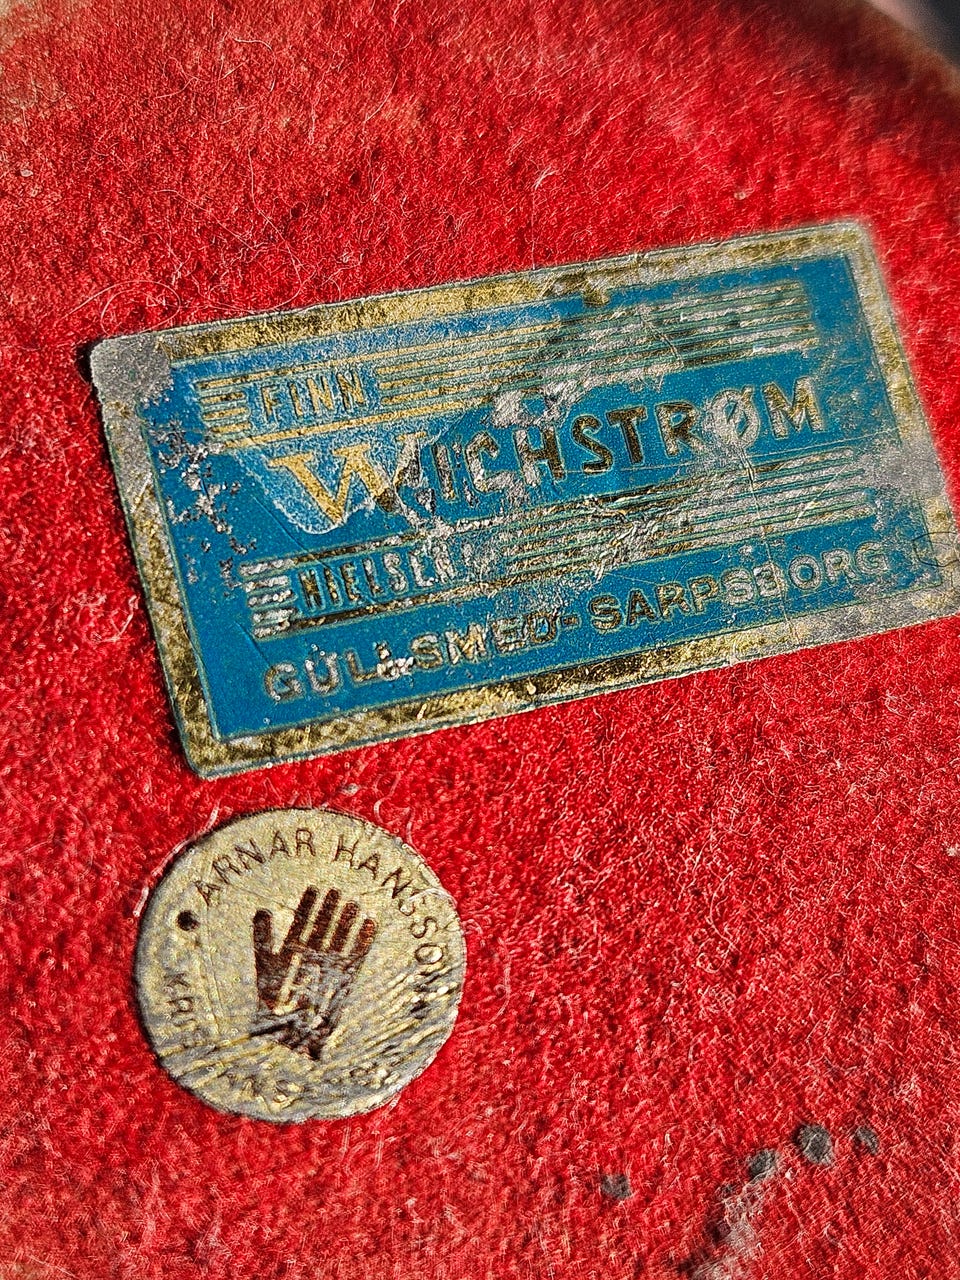 FINN
WICHSTRØM
NIELSEN
GULLSMED-SARPSBORG
ARNAR HANSSON